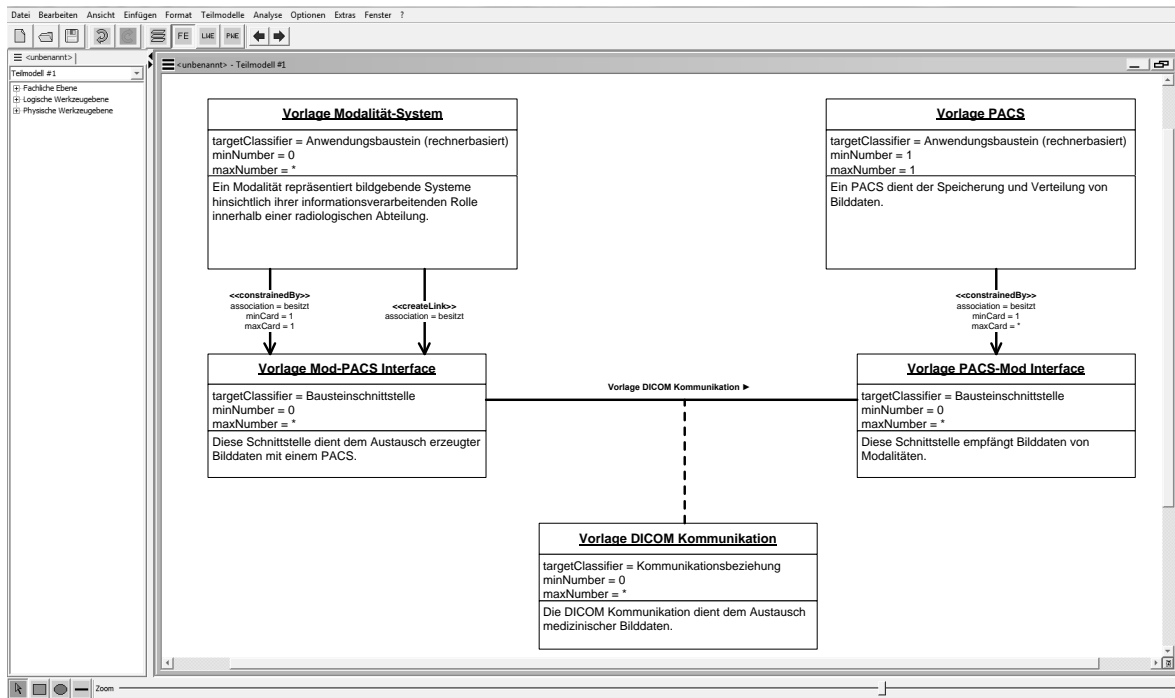 Datei Bearbeiten Ansicht Einfügen Format Teilmodelle Analyse Optionen Extras Fenster ?
FE LWE PWE
<unbenannt>
Teilmodell #1
Fachliche Ebene
Logische Werkzeugebene
Physische Werkzeugebene
<unbenannt> - Teilmodell #1
Vorlage Modalität-System
targetClassifier = Anwendungsbaustein (rechnerbasiert)
minNumber = 0
maxNumber = *
Ein Modalität repräsentiert bildgebende Systeme
hinsichtlich ihrer informationsverarbeitenden Rolle
innerhalb einer radiologischen Abteilung.
Vorlage PACS
targetClassifier = Anwendungsbaustein (rechnerbasiert)
minNumber = 1
maxNumber = 1
Ein PACS dient der Speicherung und Verteilung von
Bilddaten.
<<constrainedBy>>
association = besitzt
minCard = 1
maxCard = 1
<<createLink>>
association = besitzt
<<constrainedBy>>
association = besitzt
minCard = 1
maxCard = *
Vorlage Mod-PACS Interface
targetClassifier = Bausteinschnittstelle
minNumber = 0
maxNumber = *
Diese Schnittstelle dient dem Austausch erzeugter
Bilddaten mit einem PACS.
Vorlage DICOM Kommunikation ►
Vorlage PACS-Mod Interface
targetClassifier = Bausteinschnittstelle
minNumber = 0
maxNumber = *
Diese Schnittstelle empfängt Bilddaten von
Modalitäten.
Vorlage DICOM Kommunikation
targetClassifier = Kommunikationsbeziehung
minNumber = 0
maxNumber = *
Die DICOM Kommunikation dient dem Austausch
medizinischer Bilddaten.
Zoom